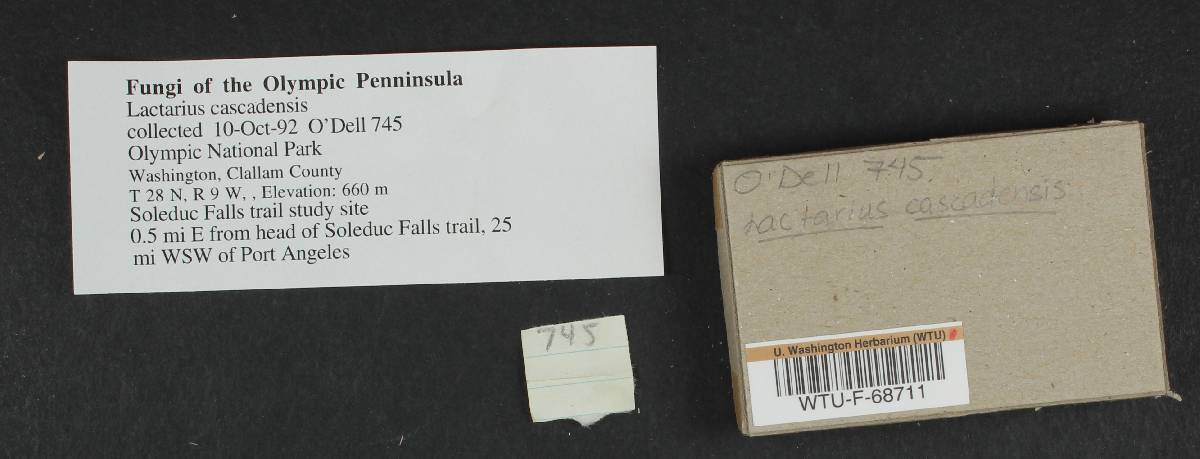 Fungi of the Olympic Penninsula
Lactarius cascadensis
collected 10-Oct-92 O'Dell 745
Olympic National Park
Washington, Clallam County
T 28 N, R 9 W, , Elevation: 660 m
Soleduc Falls trail study site
0.5 mi E from head of Soleduc Falls trail, 25
mi WSW of Port Angeles
745
O'Dell 745.
Lactarius cascadensis
U. Washington Herbarium (WTU)
WTU-F-68711